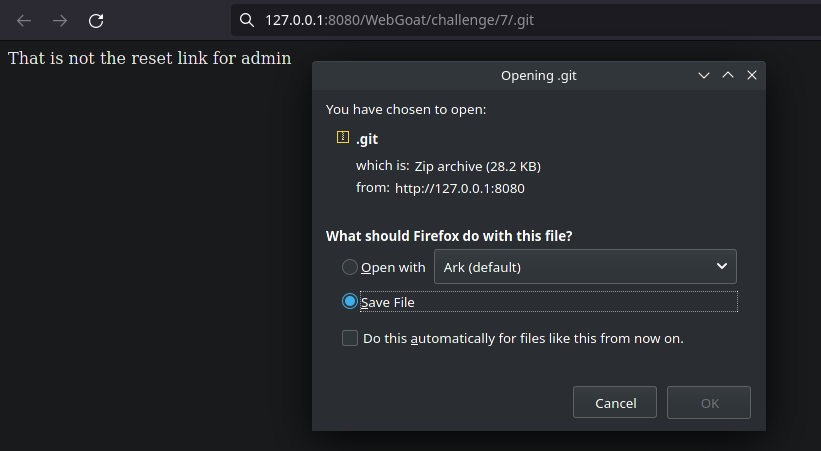 127.0.0.1:8080/WebGoat/challenge/7/.git
That is not the reset link for admin
Opening .git
You have chosen to open:
.git
which is: Zip archive (28.2 KB)
from: http://127.0.0.1:8080
What should Firefox do with this file?
Open with Ark (default)
Save File
Do this automatically for files like this from now on.
Cancel OK